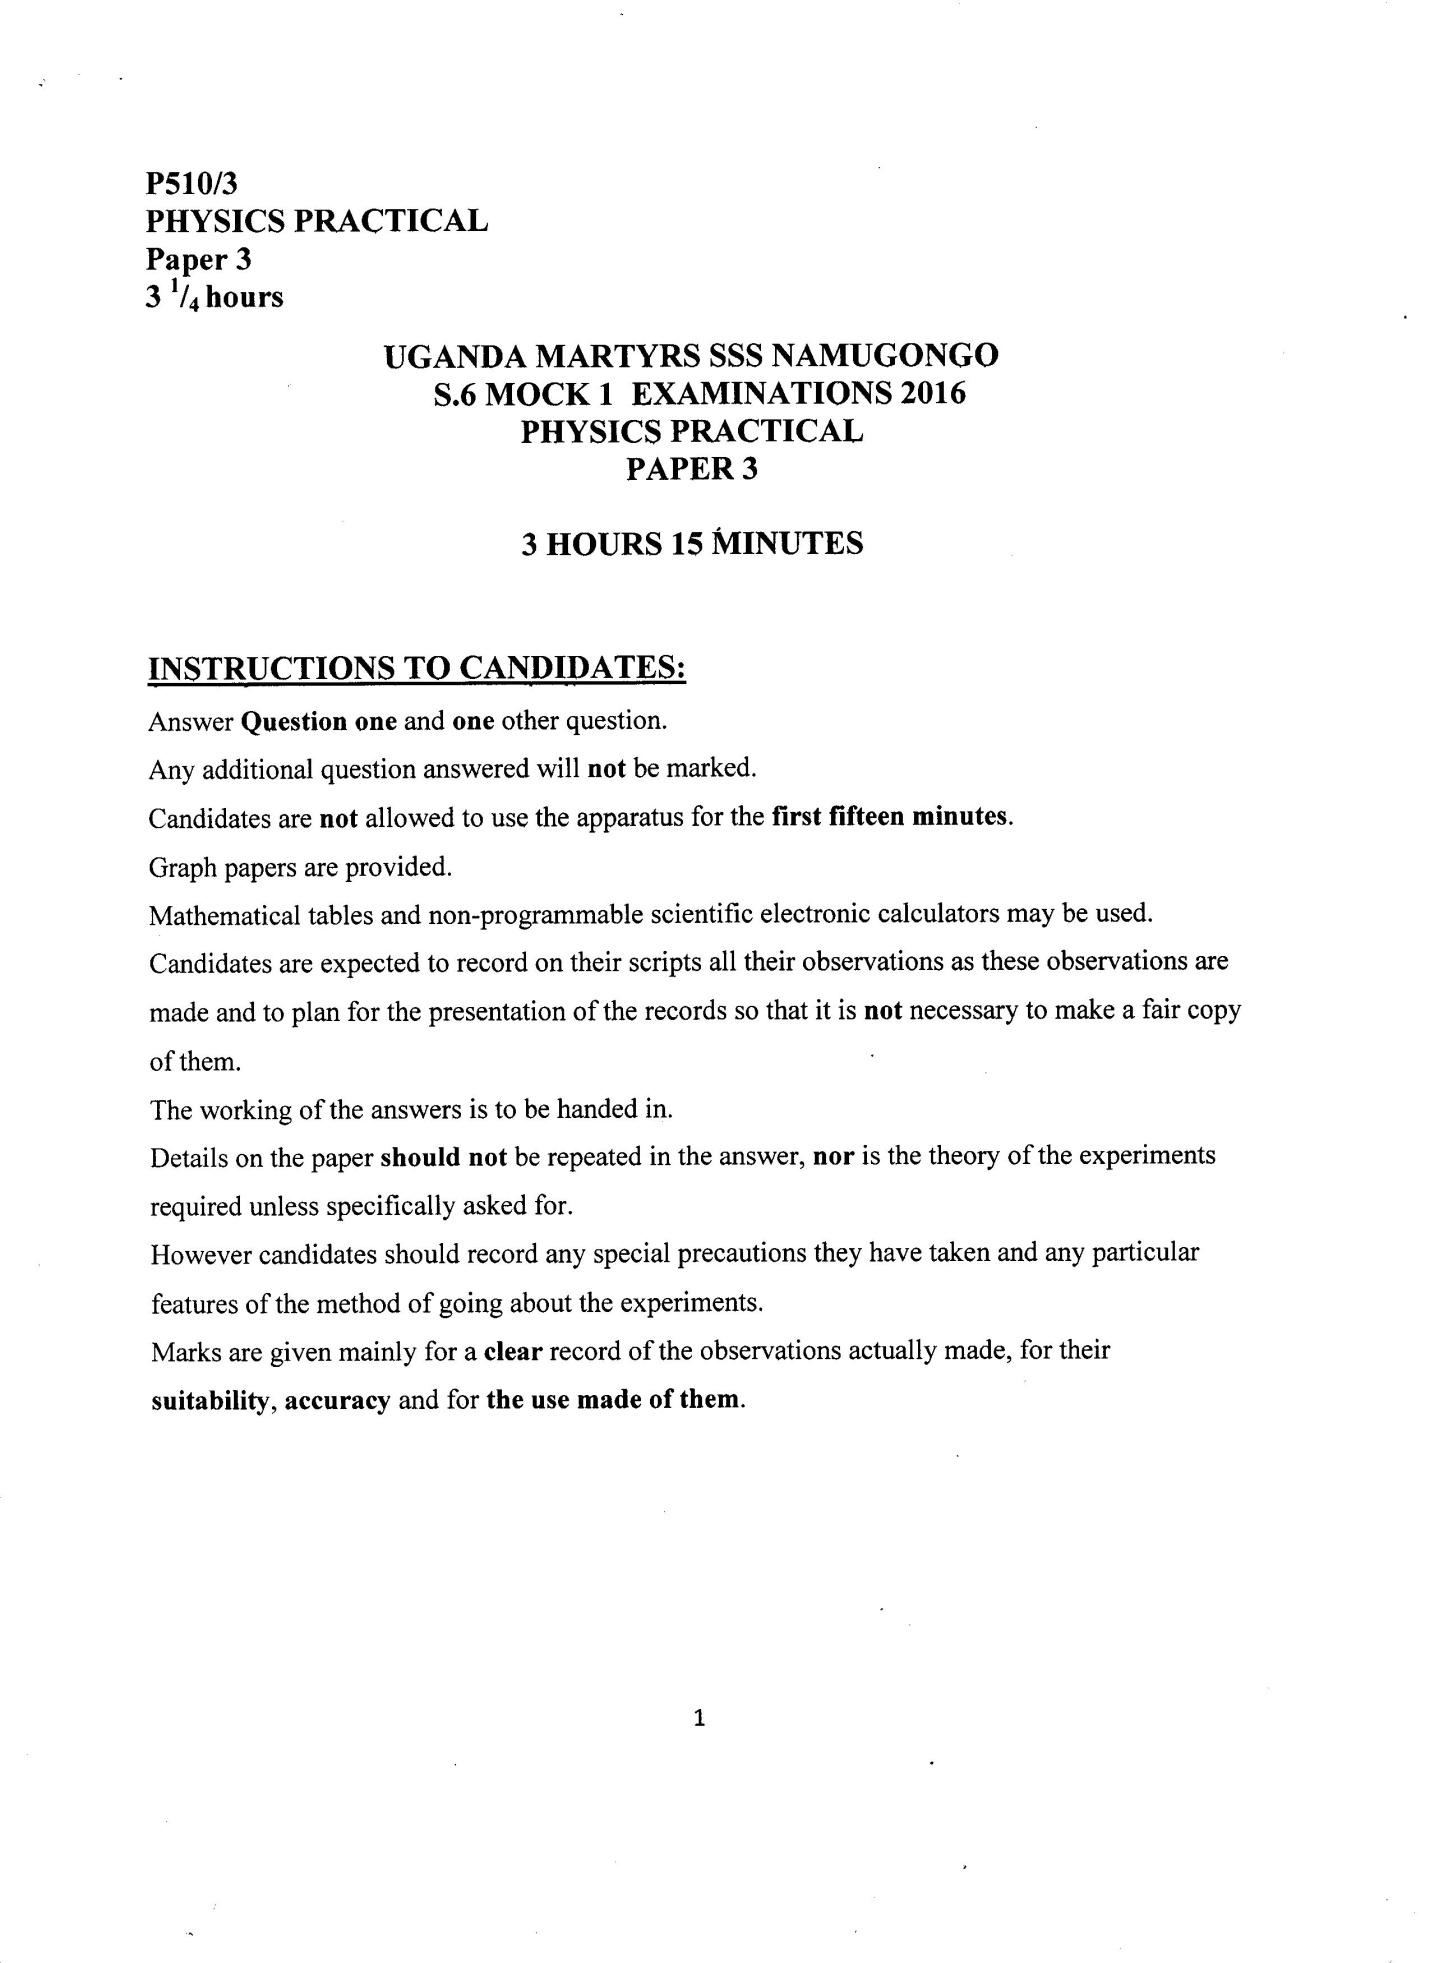 P510/3
PHYSICS PRACTICAL
Paper 3
3 1/4 hours
UGANDA MARTYRS SSS NAMUGONGO
S.6 MOCK 1 EXAMINATIONS 2016
PHYSICS PRACTICAL
PAPER 3
3 HOURS 15 MINUTES
INSTRUCTIONS TO CANDIDATES:
Answer Question one and one other question.
Any additional question answered will not be marked.
Candidates are not allowed to use the apparatus for the first fifteen minutes.
Graph papers are provided.
Mathematical tables and non-programmable scientific electronic calculators may be used.
Candidates are expected to record on their scripts all their observations as these observations are
made and to plan for the presentation of the records so that it is not necessary to make a fair copy
of them.
The working of the answers is to be handed in.
Details on the paper should not be repeated in the answer, nor is the theory of the experiments
required unless specifically asked for.
However candidates should record any special precautions they have taken and any particular
features of the method of going about the experiments.
Marks are given mainly for a clear record of the observations actually made, for their
suitability, accuracy and for the use made of them.
1